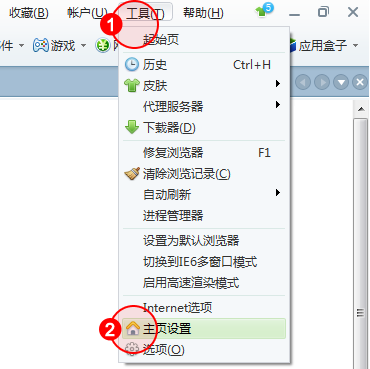 收藏(B) 帐户(U) 工具(T) 帮助(H) 5
1
件 游戏 应用盒子
起始页
历史 Ctrl+H
皮肤
代理服务器
下载器(D)
修复浏览器 F1
清除浏览记录(C)
自动刷新
进程管理器
设置为默认浏览器
切换到IE6多窗口模式
启用高速渲染模式
Internet选项
2 主页设置
选项(O)